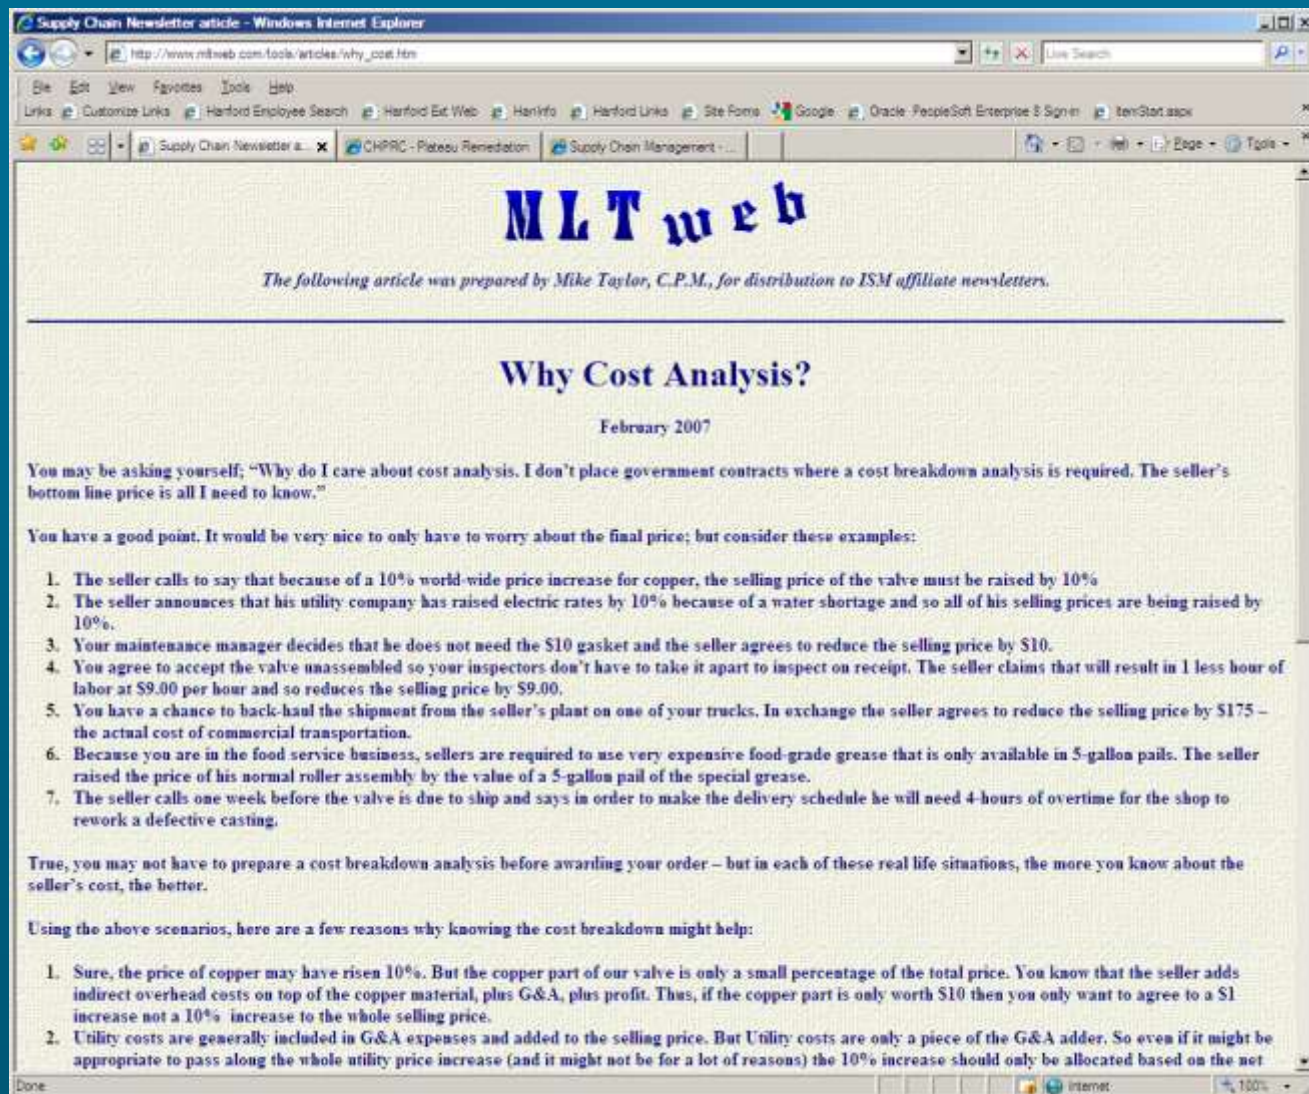 Supply Chain Newsletter article - Windows Internet Explorer
http://www.mltweb.com/tools/articles/why_cost.htm
Live Search
File Edit View Favorites Tools Help
Links Customize Links Hanford Employee Search Hanford Ext Web HanInfo Hanford Links Site Forms Google Oracle PeopleSoft Enterprise 8 Sign-in ItemStart.aspx
Supply Chain Newsletter a... CHPRC - Plateau Remediation Supply Chain Management - ... Page Tools
MLTweb
The following article was prepared by Mike Taylor, C.P.M., for distribution to ISM affiliate newsletters.
Why Cost Analysis?
February 2007
You may be asking yourself; “Why do I care about cost analysis. I don’t place government contracts where a cost breakdown analysis is required. The seller’s
bottom line price is all I need to know.”
You have a good point. It would be very nice to only have to worry about the final price; but consider these examples:
1. The seller calls to say that because of a 10% world-wide price increase for copper, the selling price of the valve must be raised by 10%
2. The seller announces that his utility company has raised electric rates by 10% because of a water shortage and so all of his selling prices are being raised by
10%.
3. Your maintenance manager decides that he does not need the $10 gasket and the seller agrees to reduce the selling price by $10.
4. You agree to accept the valve unassembled so your inspectors don’t have to take it apart to inspect on receipt. The seller claims that will result in 1 less hour of
labor at $9.00 per hour and so reduces the selling price by $9.00.
5. You have a chance to back-haul the shipment from the seller’s plant on one of your trucks. In exchange the seller agrees to reduce the selling price by $175 –
the actual cost of commercial transportation.
6. Because you are in the food service business, sellers are required to use very expensive food-grade grease that is only available in 5-gallon pails. The seller
raised the price of his normal roller assembly by the value of a 5-gallon pail of the special grease.
7. The seller calls one week before the valve is due to ship and says in order to make the delivery schedule he will need 4-hours of overtime for the shop to
rework a defective casting.
True, you may not have to prepare a cost breakdown analysis before awarding your order – but in each of these real life situations, the more you know about the
seller’s cost, the better.
Using the above scenarios, here are a few reasons why knowing the cost breakdown might help:
1. Sure, the price of copper may have risen 10%. But the copper part of our valve is only a small percentage of the total price. You know that the seller adds
indirect overhead costs on top of the copper material, plus G&A, plus profit. Thus, if the copper part is only worth $10 then you only want to agree to a $1
increase not a 10% increase to the whole selling price.
2. Utility costs are generally included in G&A expenses and added to the selling price. But Utility costs are only a piece of the G&A adder. So even if it might be
appropriate to pass along the whole utility price increase (and it might not be for a lot of reasons) the 10% increase should only be allocated based on the net
Done Internet 100%